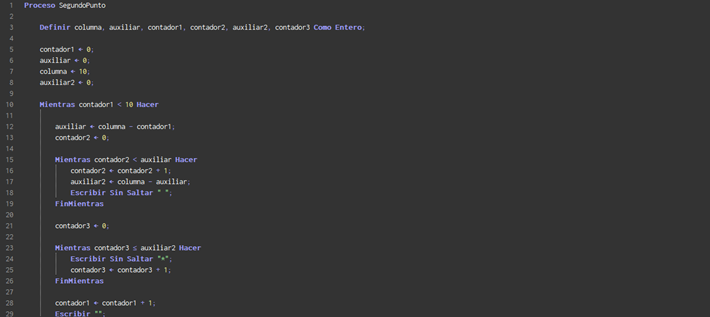 1 Proceso SegundoPunto
2
3 Definir columna, auxiliar, contador1, contador2, auxiliar2, contador3 Como Entero;
4
5 contador1 ← 0;
6 auxiliar ← 0;
7 columna ← 10;
8 auxiliar2 ← 0;
9
10 Mientras contador1 < 10 Hacer
11
12 auxiliar ← columna - contador1;
13 contador2 ← 0;
14
15 Mientras contador2 < auxiliar Hacer
16 contador2 ← contador2 + 1;
17 auxiliar2 ← columna - auxiliar;
18 Escribir Sin Saltar " ";
19 FinMientras
20
21 contador3 ← 0;
22
23 Mientras contador3 ≤ auxiliar2 Hacer
24 Escribir Sin Saltar "*";
25 contador3 ← contador3 + 1;
26 FinMientras
27
28 contador1 ← contador1 + 1;
29 Escribir "";